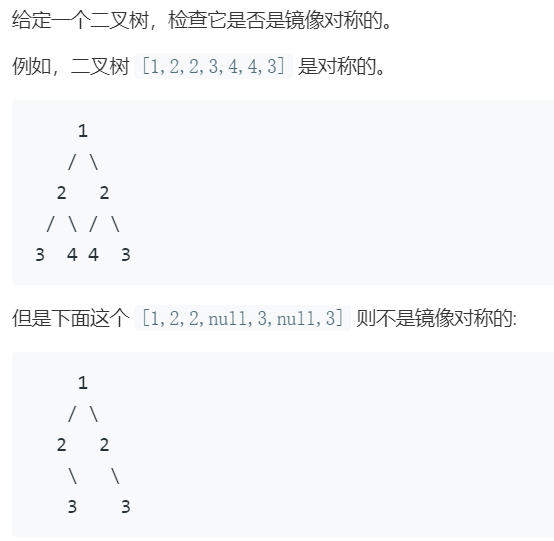 给定一个二叉树，检查它是否是镜像对称的。
例如，二叉树 [1,2,2,3,4,4,3] 是对称的。
    1
   / \
  2   2
 / \ / \
3  4 4  3
但是下面这个 [1,2,2,null,3,null,3] 则不是镜像对称的:
    1
   / \
  2   2
   \   \
   3    3